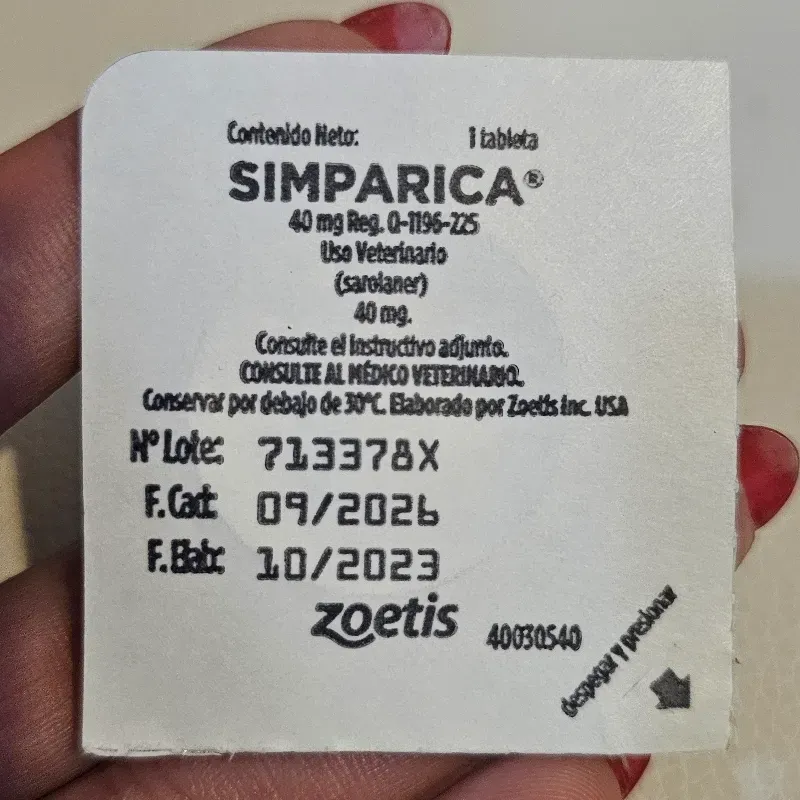 Contenido Neto: 1 tableta
SIMPARICA®
40 mg Reg. Q-1196-225
Uso Veterinario
(sarolaner)
40 mg.
Consulte el instructivo adjunto.
CONSULTE AL MÉDICO VETERINARIO.
Conservar por debajo de 30°C. Elaborado por Zoetis Inc. USA
Nº Lote: 713378X
F. Cad: 09/2026
F. Elab: 10/2023
zoetis 40030540
despegar y presionar